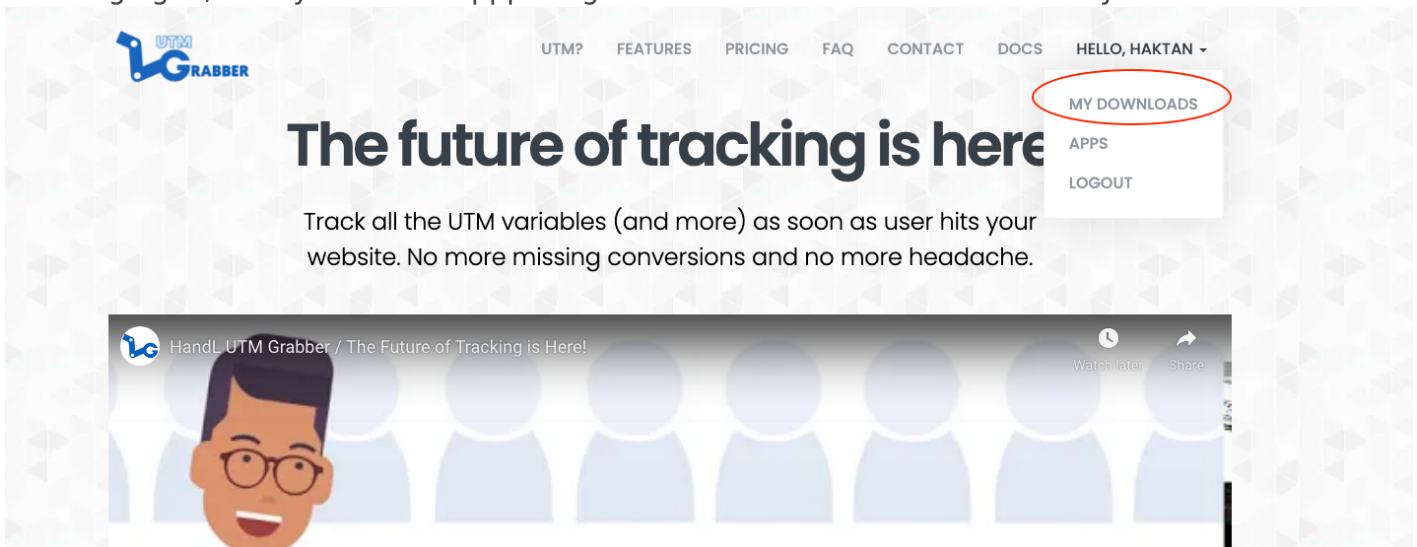 UTM
GRABBER
UTM? FEATURES PRICING FAQ CONTACT DOCS HELLO, HAKTAN
MY DOWNLOADS
APPS
LOGOUT
The future of tracking is here
Track all the UTM variables (and more) as soon as user hits your
website. No more missing conversions and no more headache.
HandL UTM Grabber / The Future of Tracking is Here!
Watch later Share